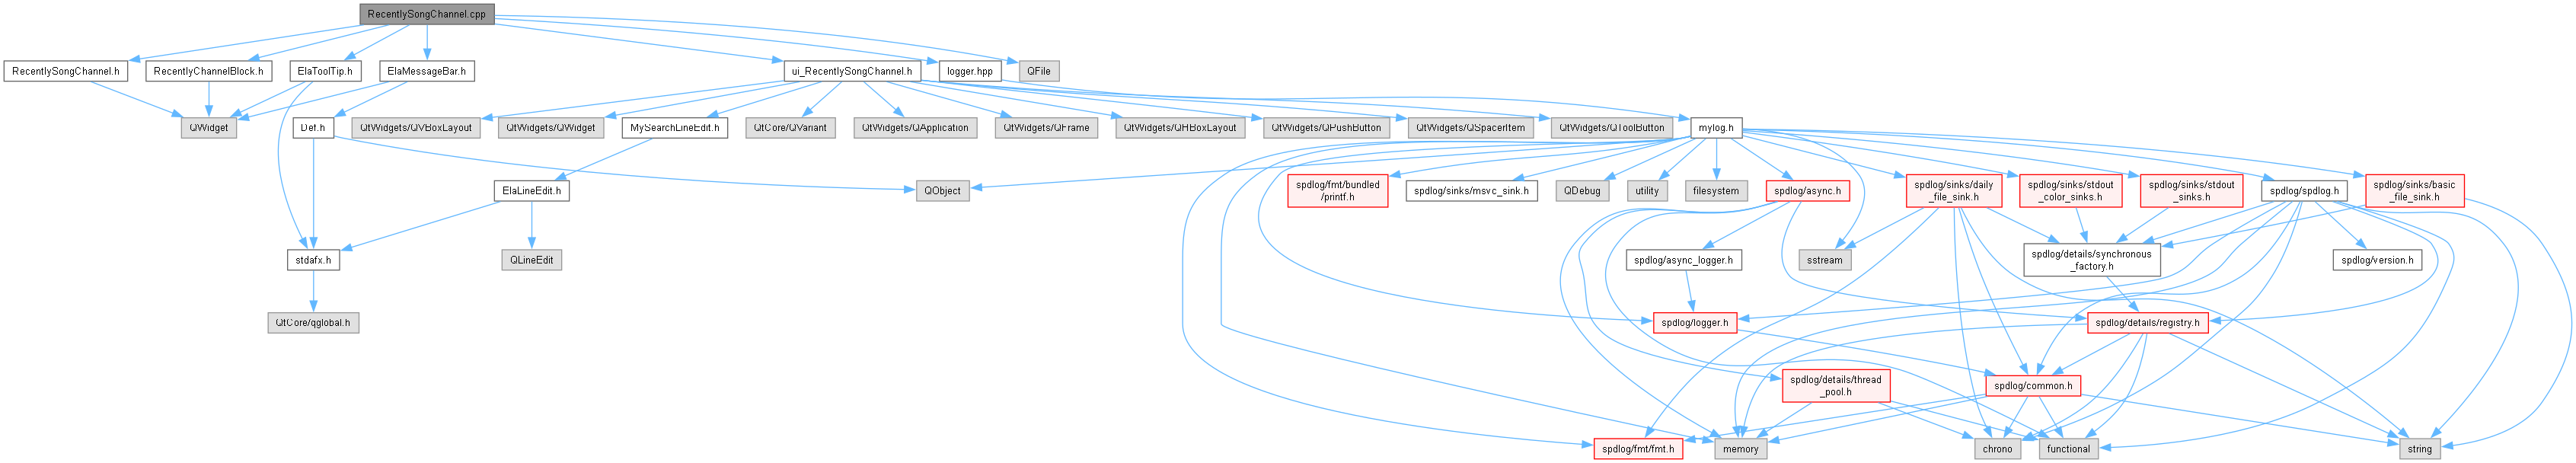 RecentlySongChannel.cpp
RecentlySongChannel.h
RecentlyChannelBlock.h
ElaToolTip.h
ElaMessageBar.h
ui_RecentlySongChannel.h
logger.hpp
QFile
QWidget
Def.h
QtWidgets/QVBoxLayout
QtWidgets/QWidget
MySearchLineEdit.h
QtCore/QVariant
QtWidgets/QApplication
QtWidgets/QFrame
QtWidgets/QHBoxLayout
QtWidgets/QPushButton
QtWidgets/QSpacerItem
QtWidgets/QToolButton
mylog.h
ElaLineEdit.h
QObject
spdlog/fmt/bundled
/printf.h
spdlog/sinks/msvc_sink.h
QDebug
utility
filesystem
spdlog/async.h
spdlog/sinks/daily
_file_sink.h
spdlog/sinks/stdout
_color_sinks.h
spdlog/sinks/stdout
_sinks.h
spdlog/spdlog.h
spdlog/sinks/basic
_file_sink.h
stdafx.h
QLineEdit
spdlog/async_logger.h
sstream
spdlog/details/synchronous
_factory.h
spdlog/version.h
QtCore/qglobal.h
spdlog/logger.h
spdlog/details/registry.h
spdlog/details/thread
_pool.h
spdlog/common.h
spdlog/fmt/fmt.h
memory
chrono
functional
string